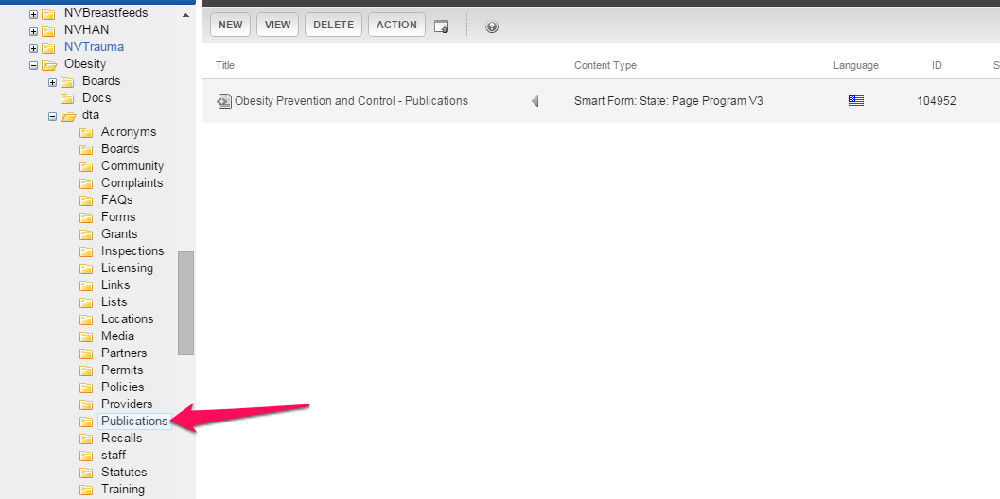 NVBreastfeeds
NVHAN
NVTrauma
Obesity
Boards
Docs
dta
Acronyms
Boards
Community
Complaints
FAQs
Forms
Grants
Inspections
Licensing
Links
Lists
Locations
Media
Partners
Permits
Policies
Providers
Publications
Recalls
staff
Statutes
Training
NEW VIEW DELETE ACTION
Title Content Type Language ID S
Obesity Prevention and Control - Publications Smart Form: State: Page Program V3 104952